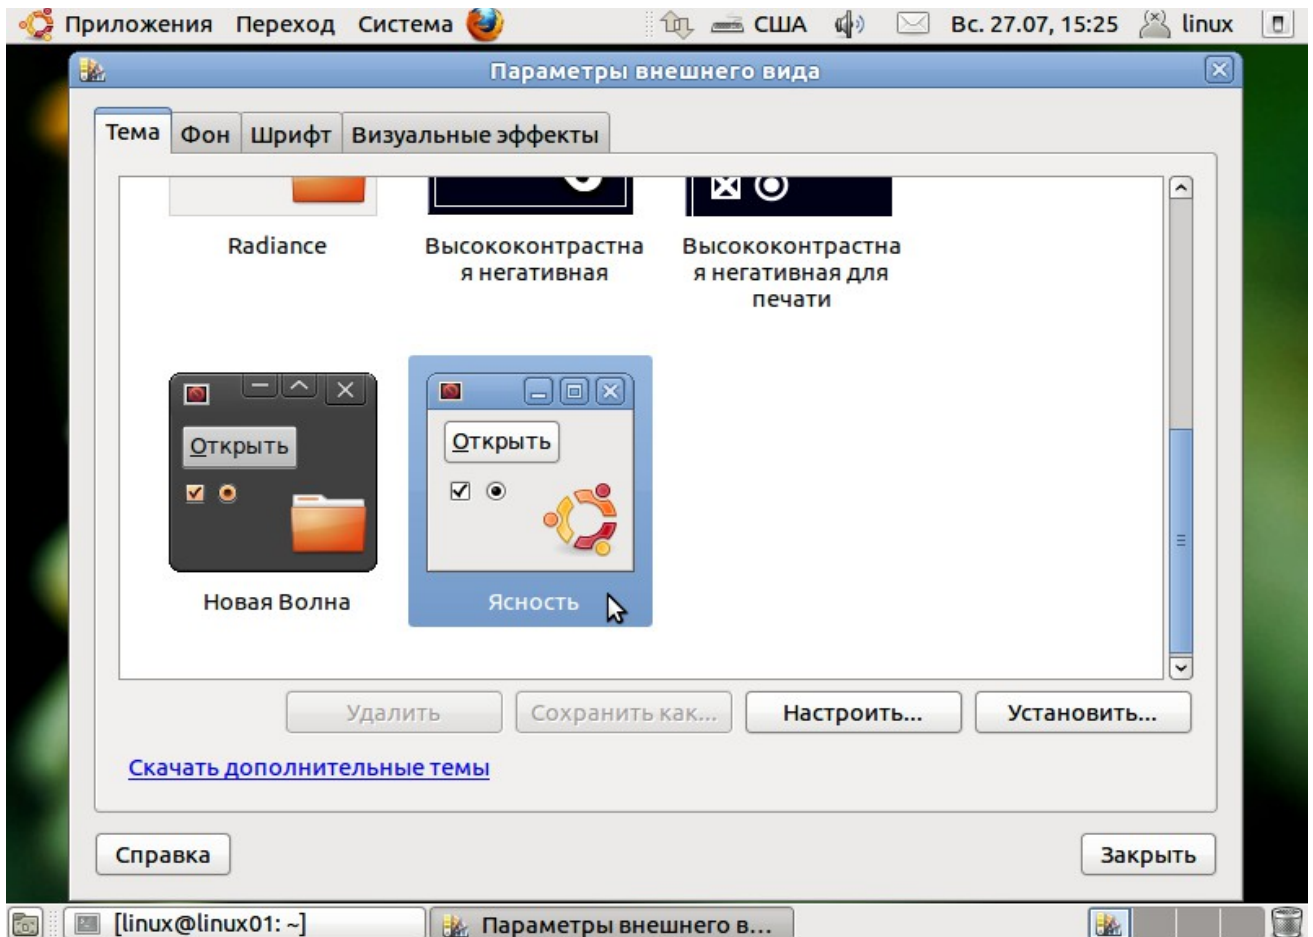 Приложения Переход Система США Вс. 27.07, 15:25 linux
Параметры внешнего вида
Тема Фон Шрифт Визуальные эффекты
Radiance
Высококонтрастна
я негативная
Высококонтрастна
я негативная для
печати
Открыть
Новая Волна
Открыть
Ясность
Удалить Сохранить как... Настроить... Установить...
Скачать дополнительные темы
Справка Закрыть
[linux@linux01: ~] Параметры внешнего в...